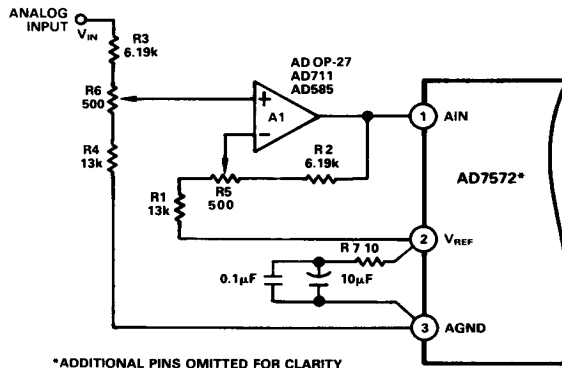 ANALOG
INPUT
VIN
R3
6.19k
R6
500
R4
13k
AD OP-27
AD711
AD585
+
A1
−
R2
6.19k
R5
500
R1
13k
1
AIN
AD7572*
2
VREF
R 7 10
0.1µF
10µF
3
AGND
*ADDITIONAL PINS OMITTED FOR CLARITY